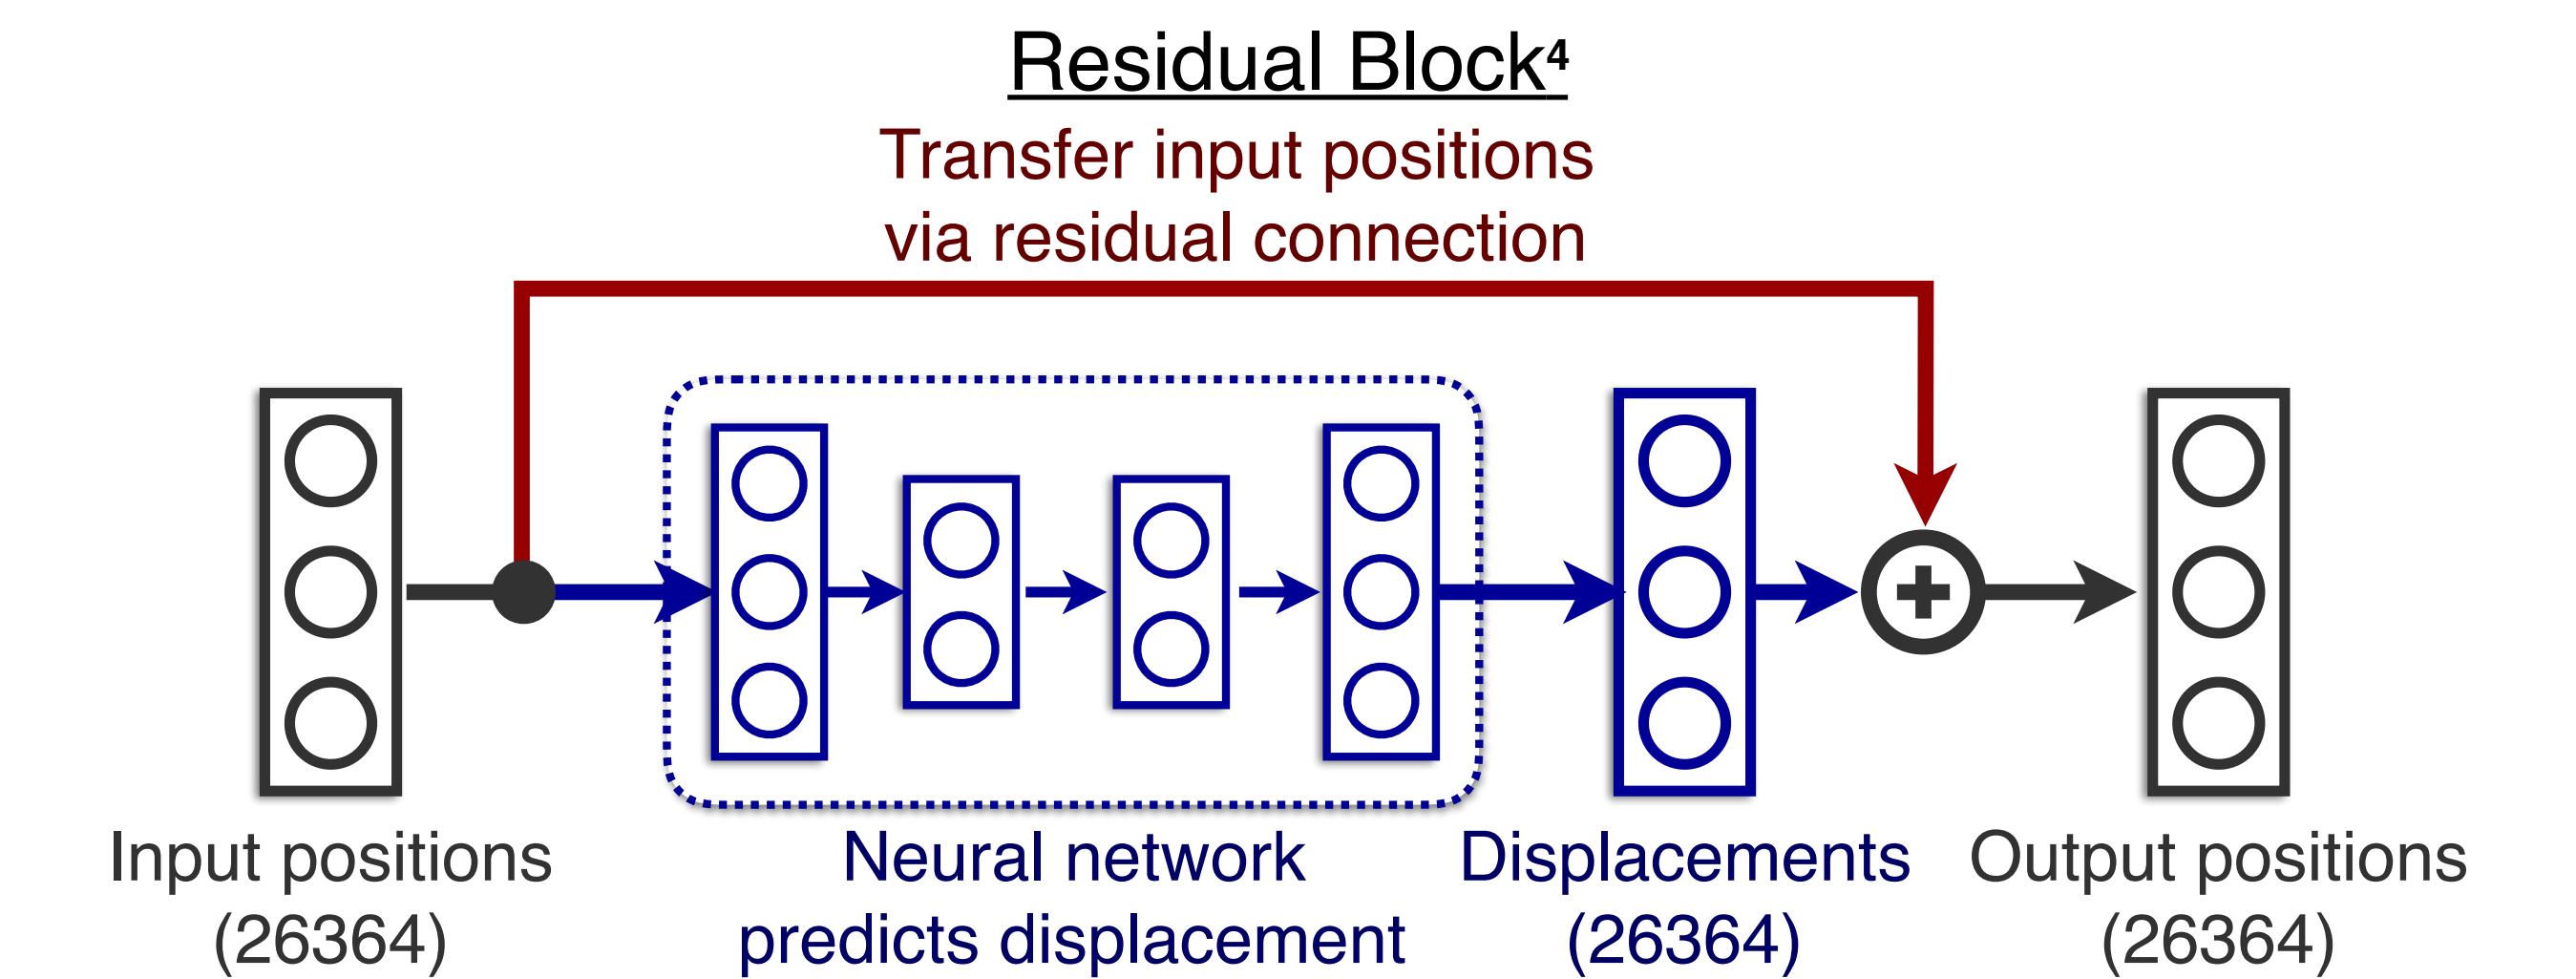 Residual Block⁴
Transfer input positions
via residual connection
Input positions
(26364)
Neural network
predicts displacement
Displacements
(26364)
Output positions
(26364)